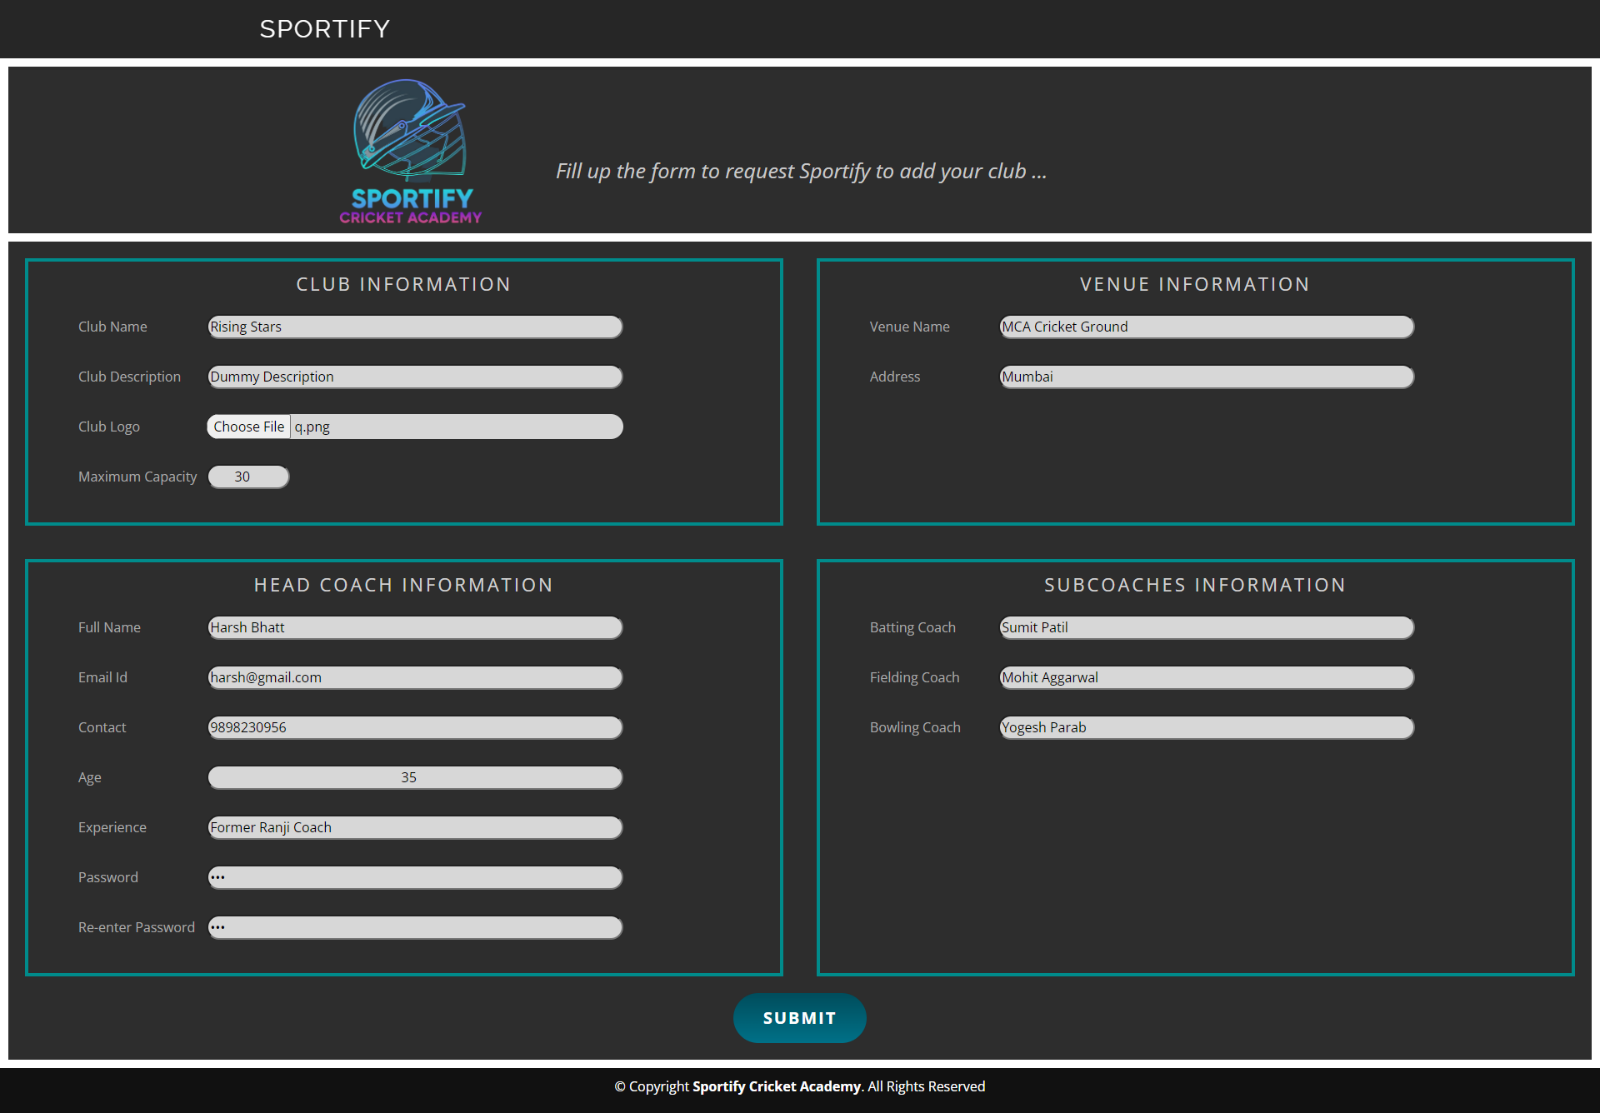 SPORTIFY
SPORTIFY
CRICKET ACADEMY
Fill up the form to request Sportify to add your club ...
CLUB INFORMATION
Club Name Rising Stars
Club Description Dummy Description
Club Logo Choose File q.png
Maximum Capacity 30
VENUE INFORMATION
Venue Name MCA Cricket Ground
Address Mumbai
HEAD COACH INFORMATION
Full Name Harsh Bhatt
Email Id harsh@gmail.com
Contact 9898230956
Age 35
Experience Former Ranji Coach
Password •••
Re-enter Password •••
SUBCOACHES INFORMATION
Batting Coach Sumit Patil
Fielding Coach Mohit Aggarwal
Bowling Coach Yogesh Parab
SUBMIT
© Copyright Sportify Cricket Academy. All Rights Reserved